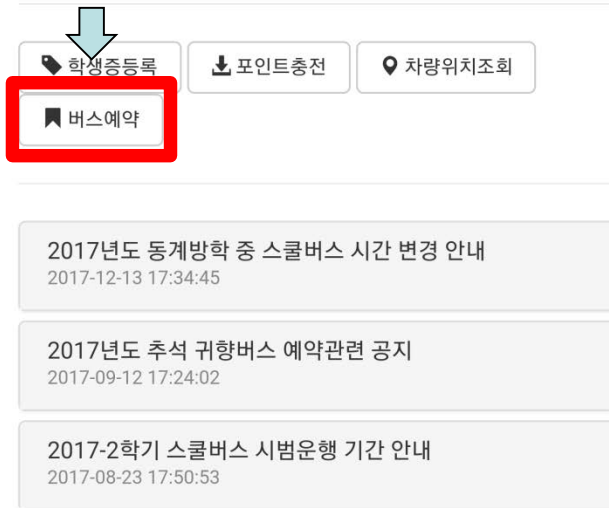 학생증등록 포인트충전 차량위치조회
버스예약
2017년도 동계방학 중 스쿨버스 시간 변경 안내
2017-12-13 17:34:45
2017년도 추석 귀향버스 예약관련 공지
2017-09-12 17:24:02
2017-2학기 스쿨버스 시범운행 기간 안내
2017-08-23 17:50:53